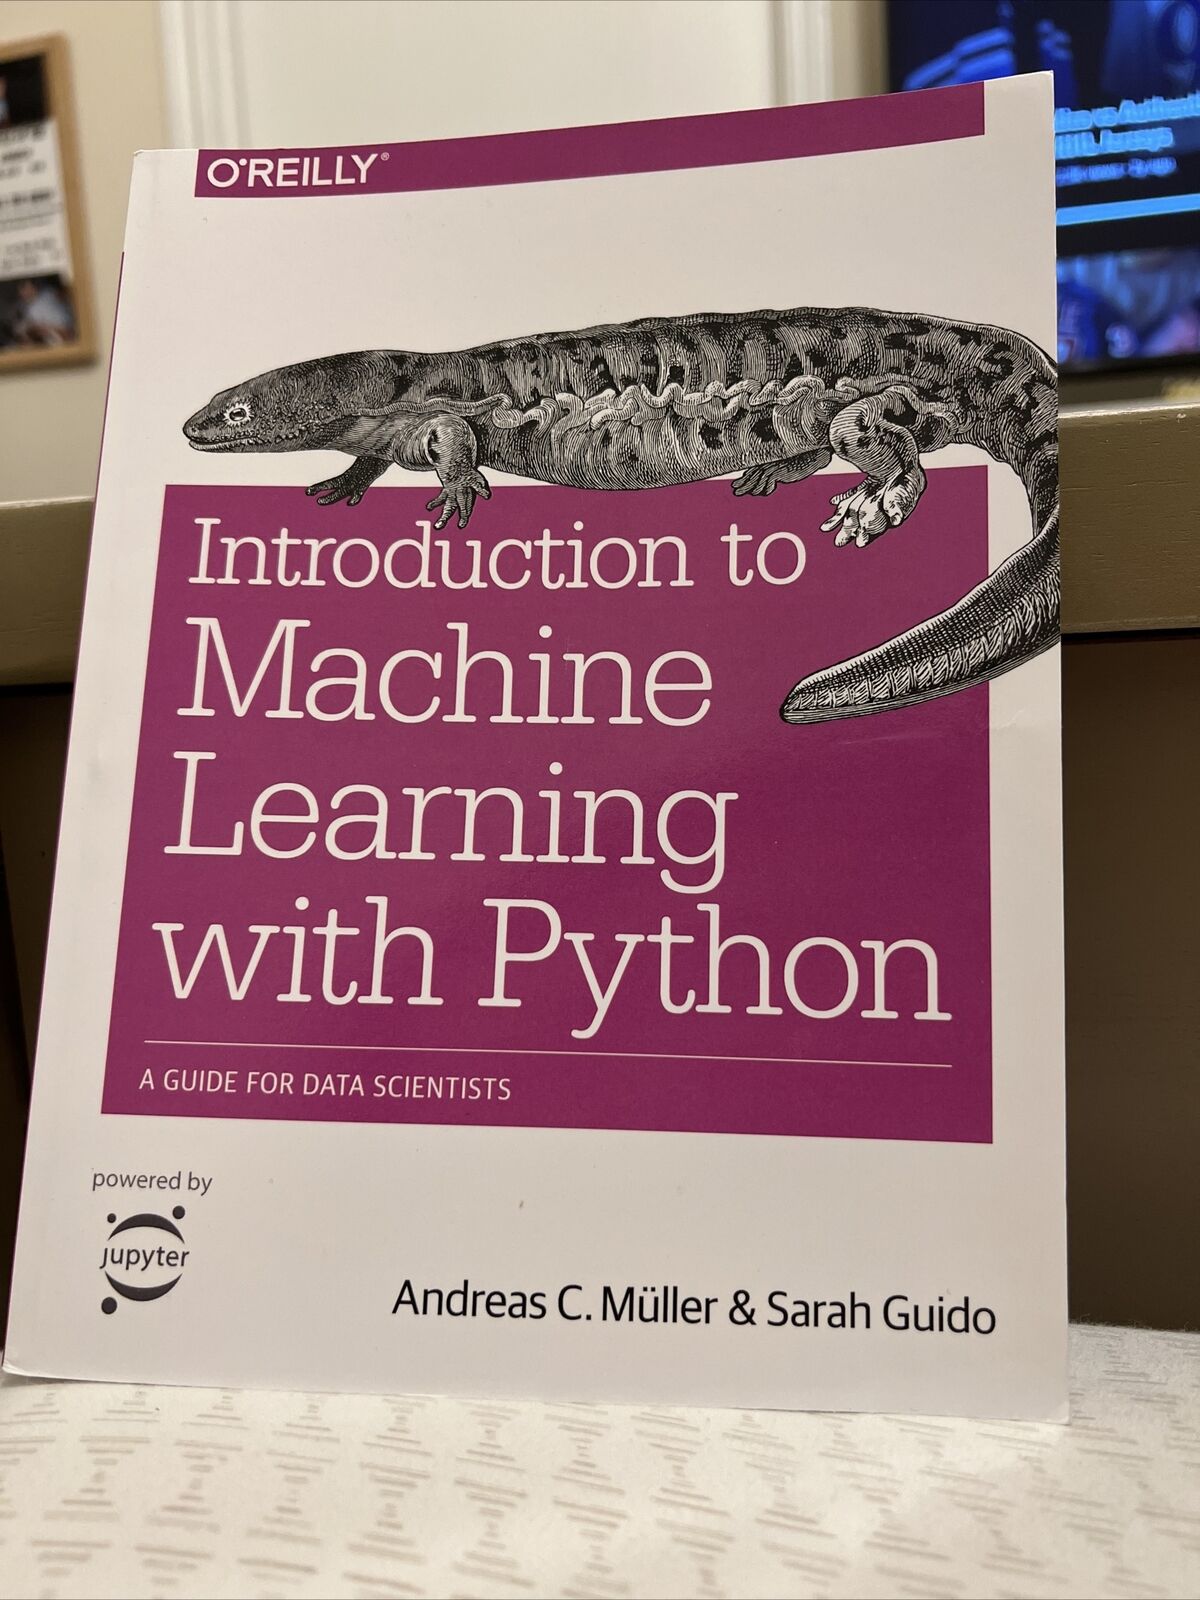 O'REILLY®
Introduction to
Machine
Learning
with Python
A GUIDE FOR DATA SCIENTISTS
powered by
jupyter
Andreas C. Müller & Sarah Guido